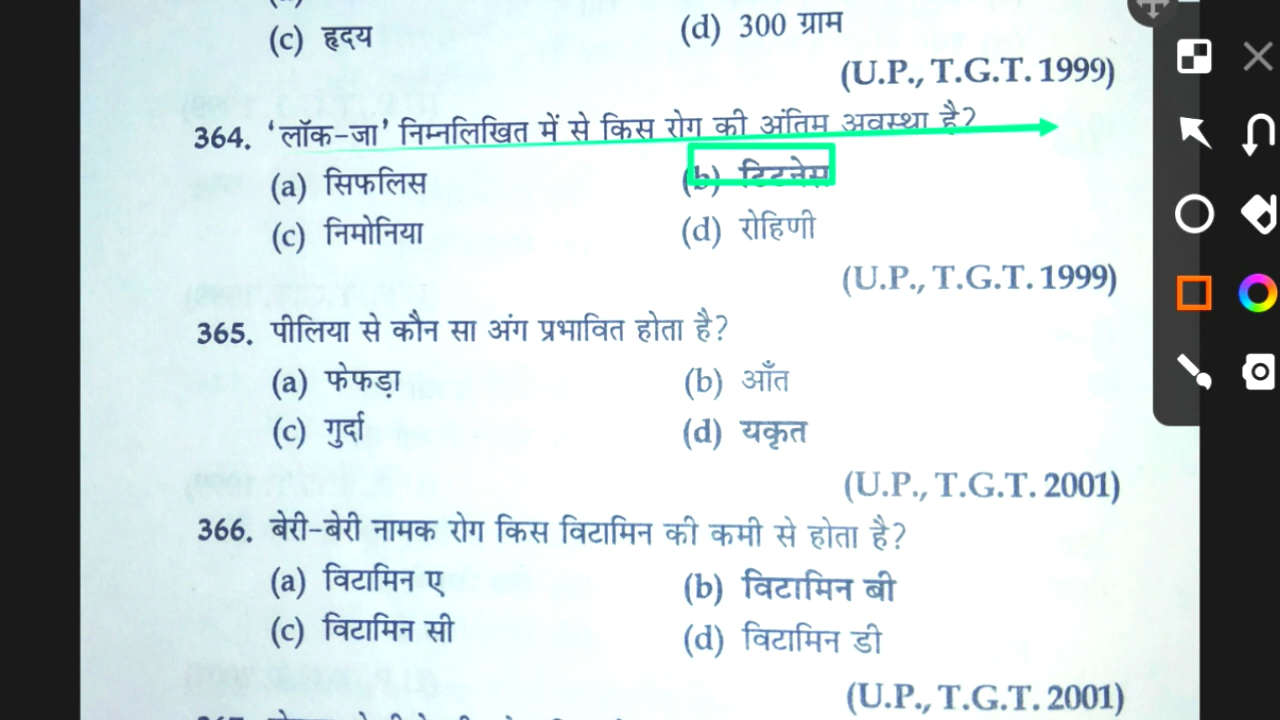 (c) हृदय (d) 300 ग्राम
(U.P., T.G.T. 1999)
364. ‘लॉक-जा’ निम्नलिखित में से किस रोग की अंतिम अवस्था है?
(a) सिफलिस (b) टिटनेस
(c) निमोनिया (d) रोहिणी
(U.P., T.G.T. 1999)
365. पीलिया से कौन सा अंग प्रभावित होता है?
(a) फेफड़ा (b) आँत
(c) गुर्दा (d) यकृत
(U.P., T.G.T. 2001)
366. बेरी-बेरी नामक रोग किस विटामिन की कमी से होता है?
(a) विटामिन ए (b) विटामिन बी
(c) विटामिन सी (d) विटामिन डी
(U.P., T.G.T. 2001)